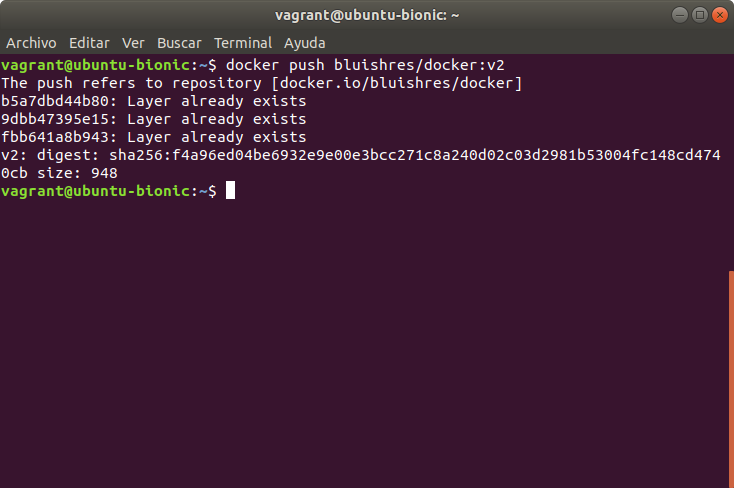 vagrant@ubuntu-bionic: ~
Archivo Editar Ver Buscar Terminal Ayuda
vagrant@ubuntu-bionic:~$ docker push bluishres/docker:v2
The push refers to repository [docker.io/bluishres/docker]
b5a7dbd44b80: Layer already exists
9dbb47395e15: Layer already exists
fbb641a8b943: Layer already exists
v2: digest: sha256:f4a96ed04be6932e9e00e3bcc271c8a240d02c03d2981b53004fc148cd474
0cb size: 948
vagrant@ubuntu-bionic:~$